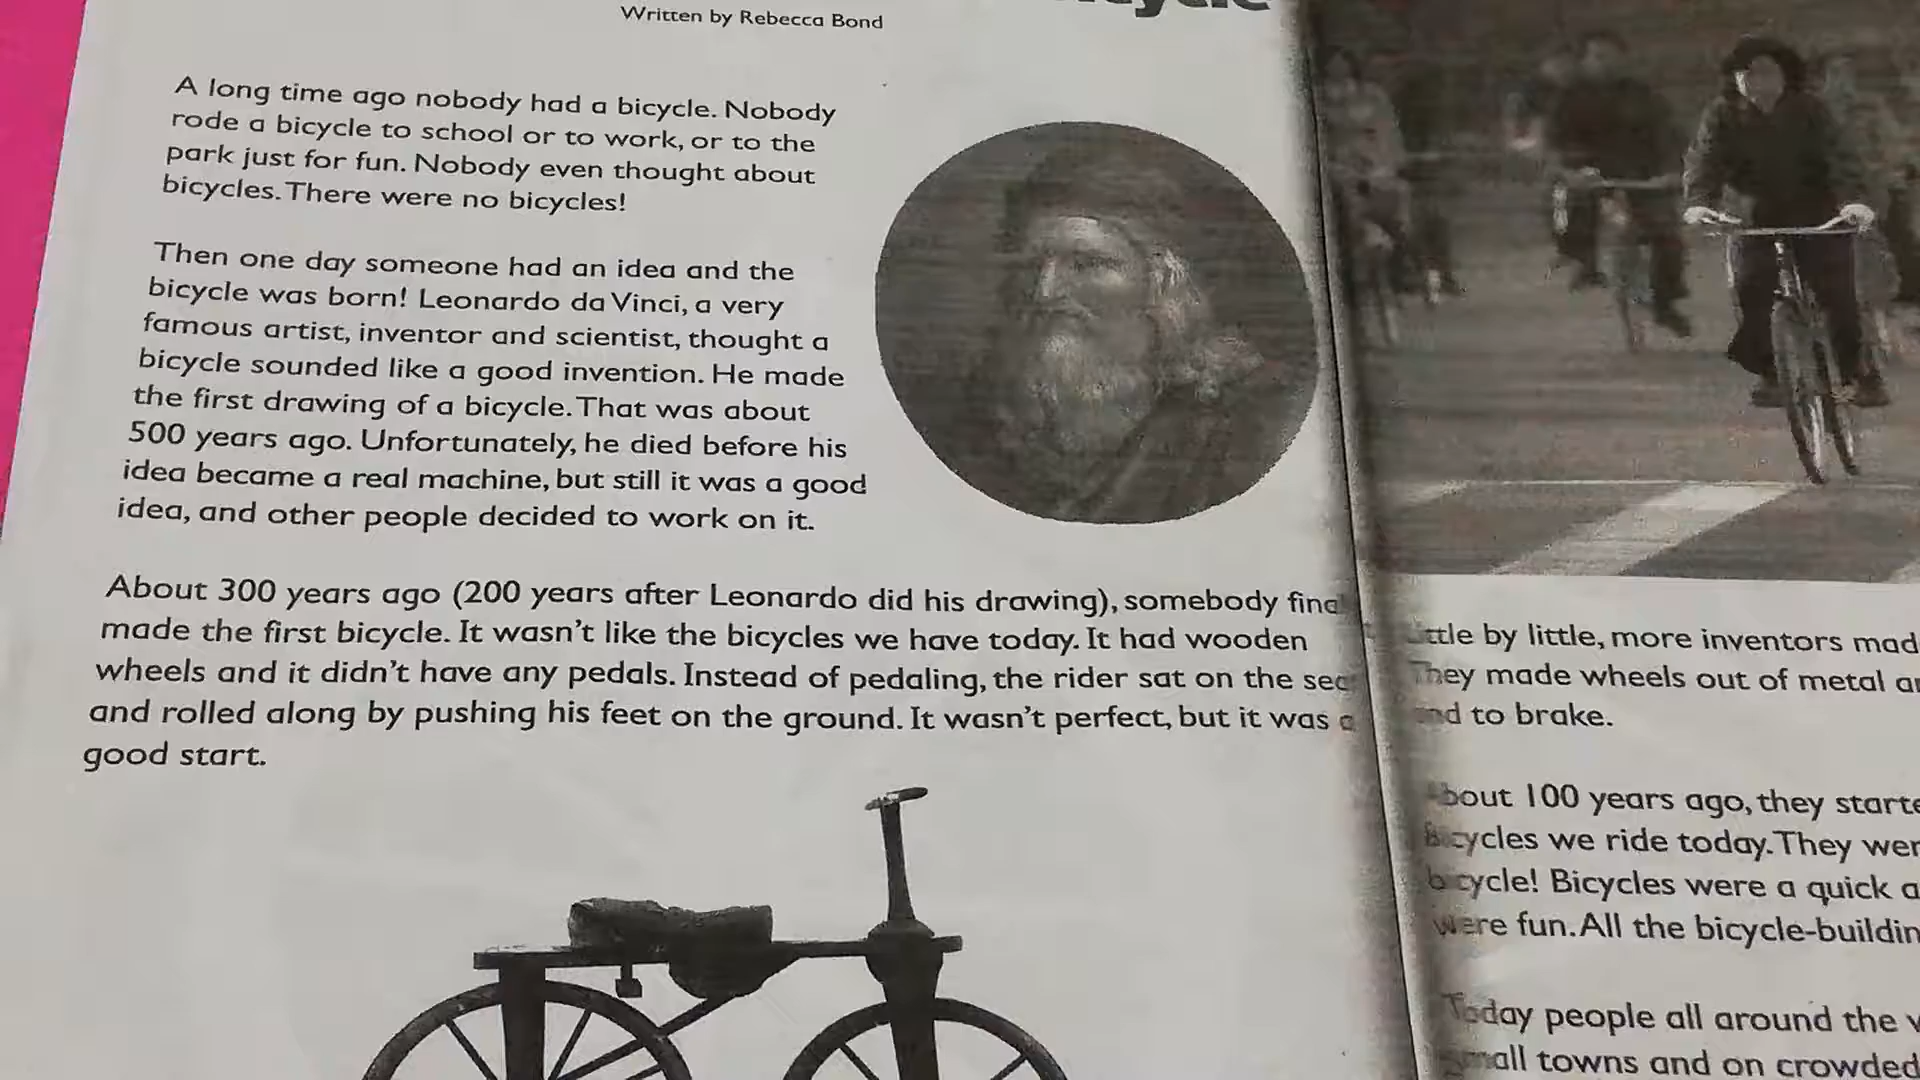 Written by Rebecca Bond
A long time ago nobody had a bicycle. Nobody
rode a bicycle to school or to work, or to the
park just for fun. Nobody even thought about
bicycles. There were no bicycles!
Then one day someone had an idea and the
bicycle was born! Leonardo da Vinci, a very
famous artist, inventor and scientist, thought a
bicycle sounded like a good invention. He made
the first drawing of a bicycle. That was about
500 years ago. Unfortunately, he died before his
idea became a real machine, but still it was a good
idea, and other people decided to work on it.
About 300 years ago (200 years after Leonardo did his drawing), somebody
made the first bicycle. It wasn't like the bicycles we have today. It had wooden
wheels and it didn't have any pedals. Instead of pedaling, the rider sat on the
and rolled along by pushing his feet on the ground. It wasn't perfect, but it was a
good start.
by little, more inventors
They made wheels out of metal
and to brake.
100 years ago, they
we ride today. They
Bicycles were a quick
were fun. All the
Today people all around the
towns and on crowded